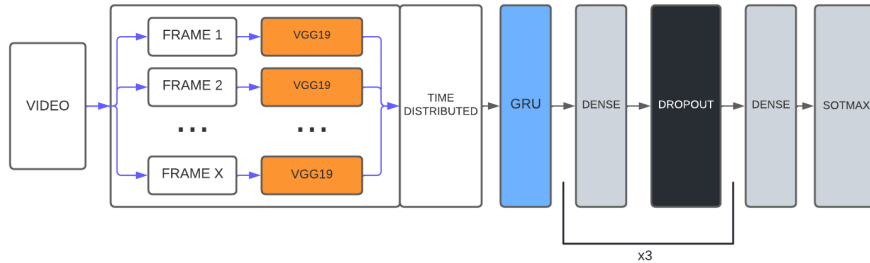 VIDEO
FRAME 1
VGG19
FRAME 2
VGG19
... ...
FRAME X
VGG19
TIME
DISTRIBUTED
GRU
DENSE
DROPOUT
DENSE
SOTMAX
x3